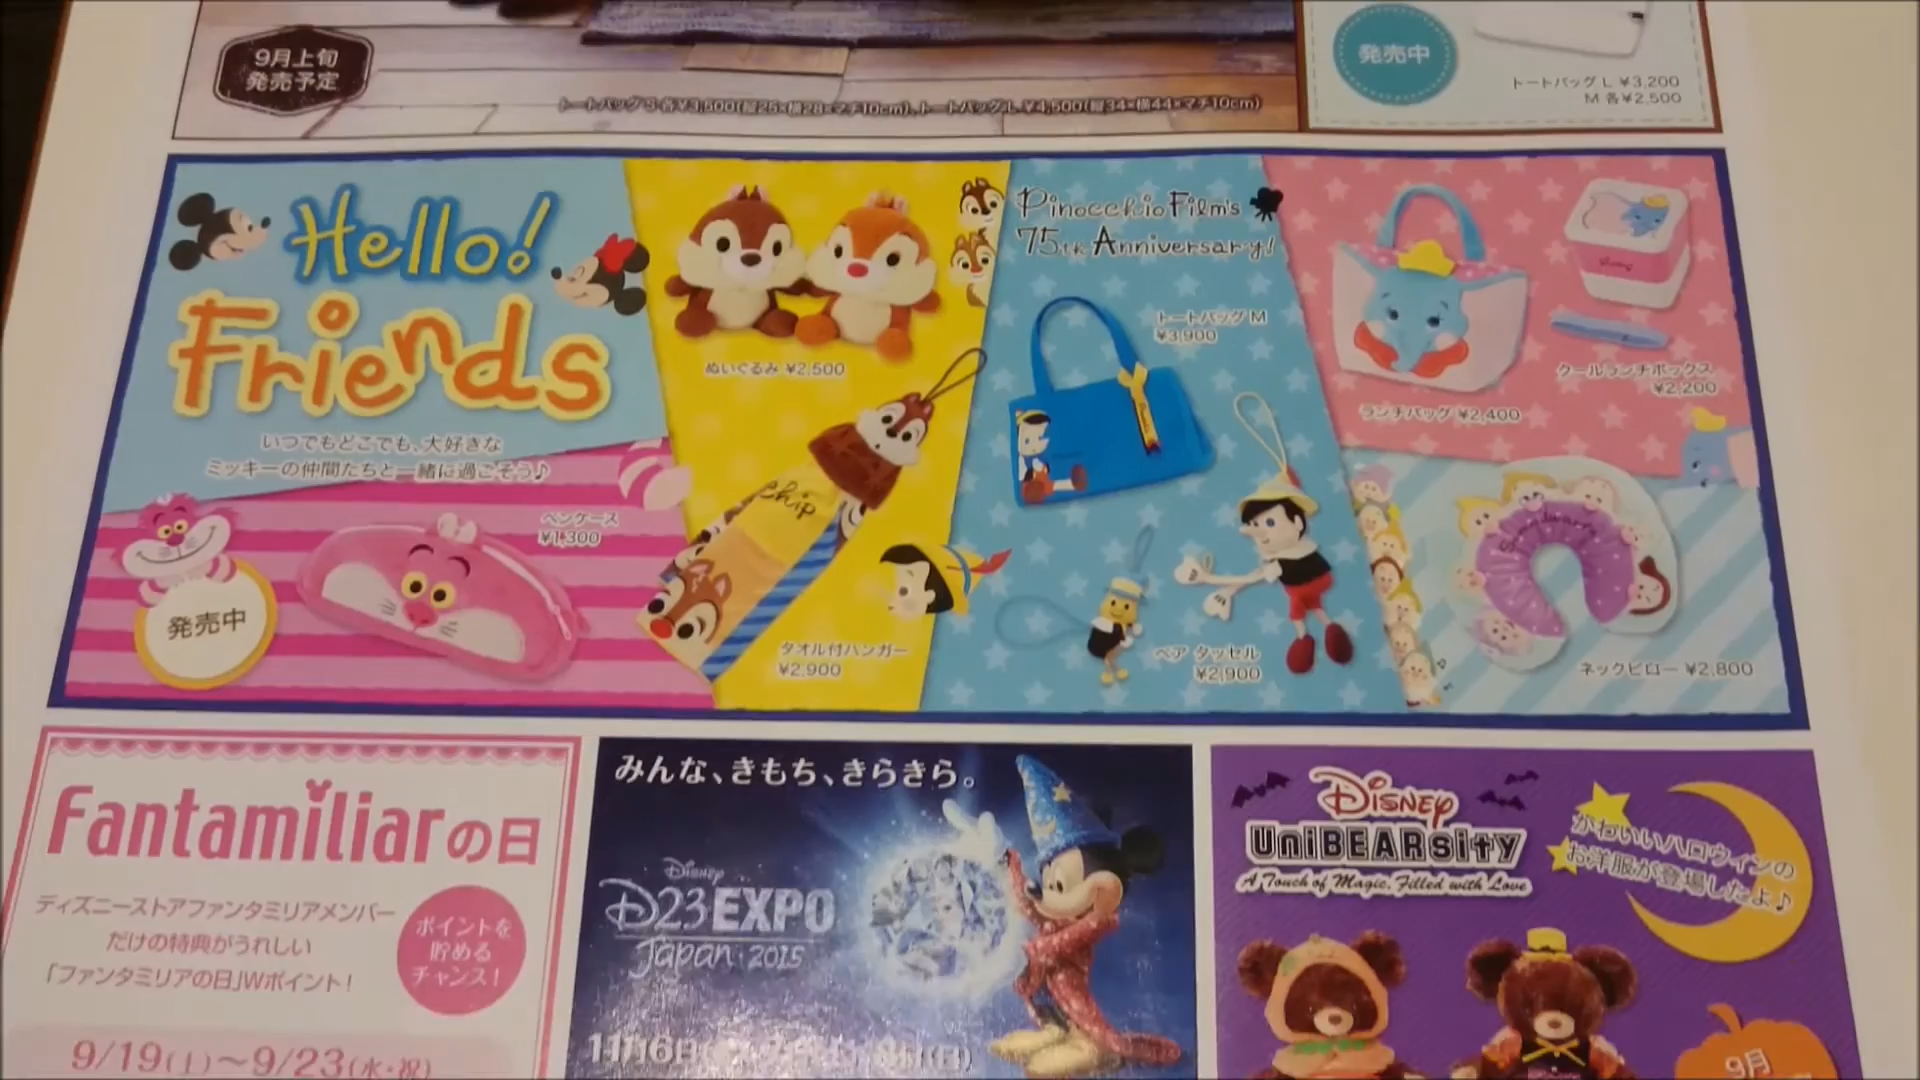 9月上旬
発売予定
トートバッグ S 各¥3,500(縦25×横28×マチ10cm)、トートバッグ L ¥4,500(縦34×横44×マチ10cm)
発売中
トートバッグ L ¥3,200
M 各¥2,500
Hello!
Friends
いつでもどこでも、大好きな
ミッキーの仲間たちと一緒に過ごそう♪
ペンケース
¥1,300
発売中
ぬいぐるみ ¥2,500
Chip
タオル付ハンガー
¥2,900
Pinocchio Film's
75th Anniversary!
トートバッグ M
¥3,900
ペア タッセル
¥2,900
クールランチボックス
¥2,200
ランチバッグ ¥2,400
ネックピロー ¥2,800
Fantamiliarの日
ディズニーストアファンタミリアメンバー
だけの特典がうれしい
「ファンタミリアの日」Wポイント!
ポイントを
貯める
チャンス!
9/19(土)~9/23(水・祝)
みんな、きもち、きらきら。
Disney
D23 EXPO
Japan 2015
Disney
UniBEARsity
A Touch of Magic, Filled with Love
かわいいハロウィンの
お洋服が登場したよ♪
9月